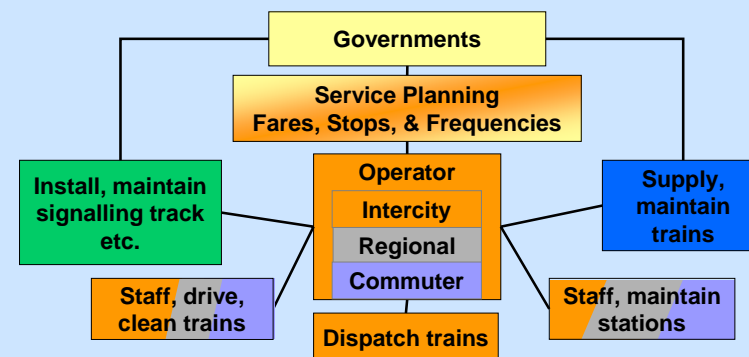 Governments
Service Planning
Fares, Stops, & Frequencies
Install, maintain
signalling track
etc.
Operator
Intercity
Regional
Commuter
Supply,
maintain
trains
Staff, drive,
clean trains
Staff, maintain
stations
Dispatch trains